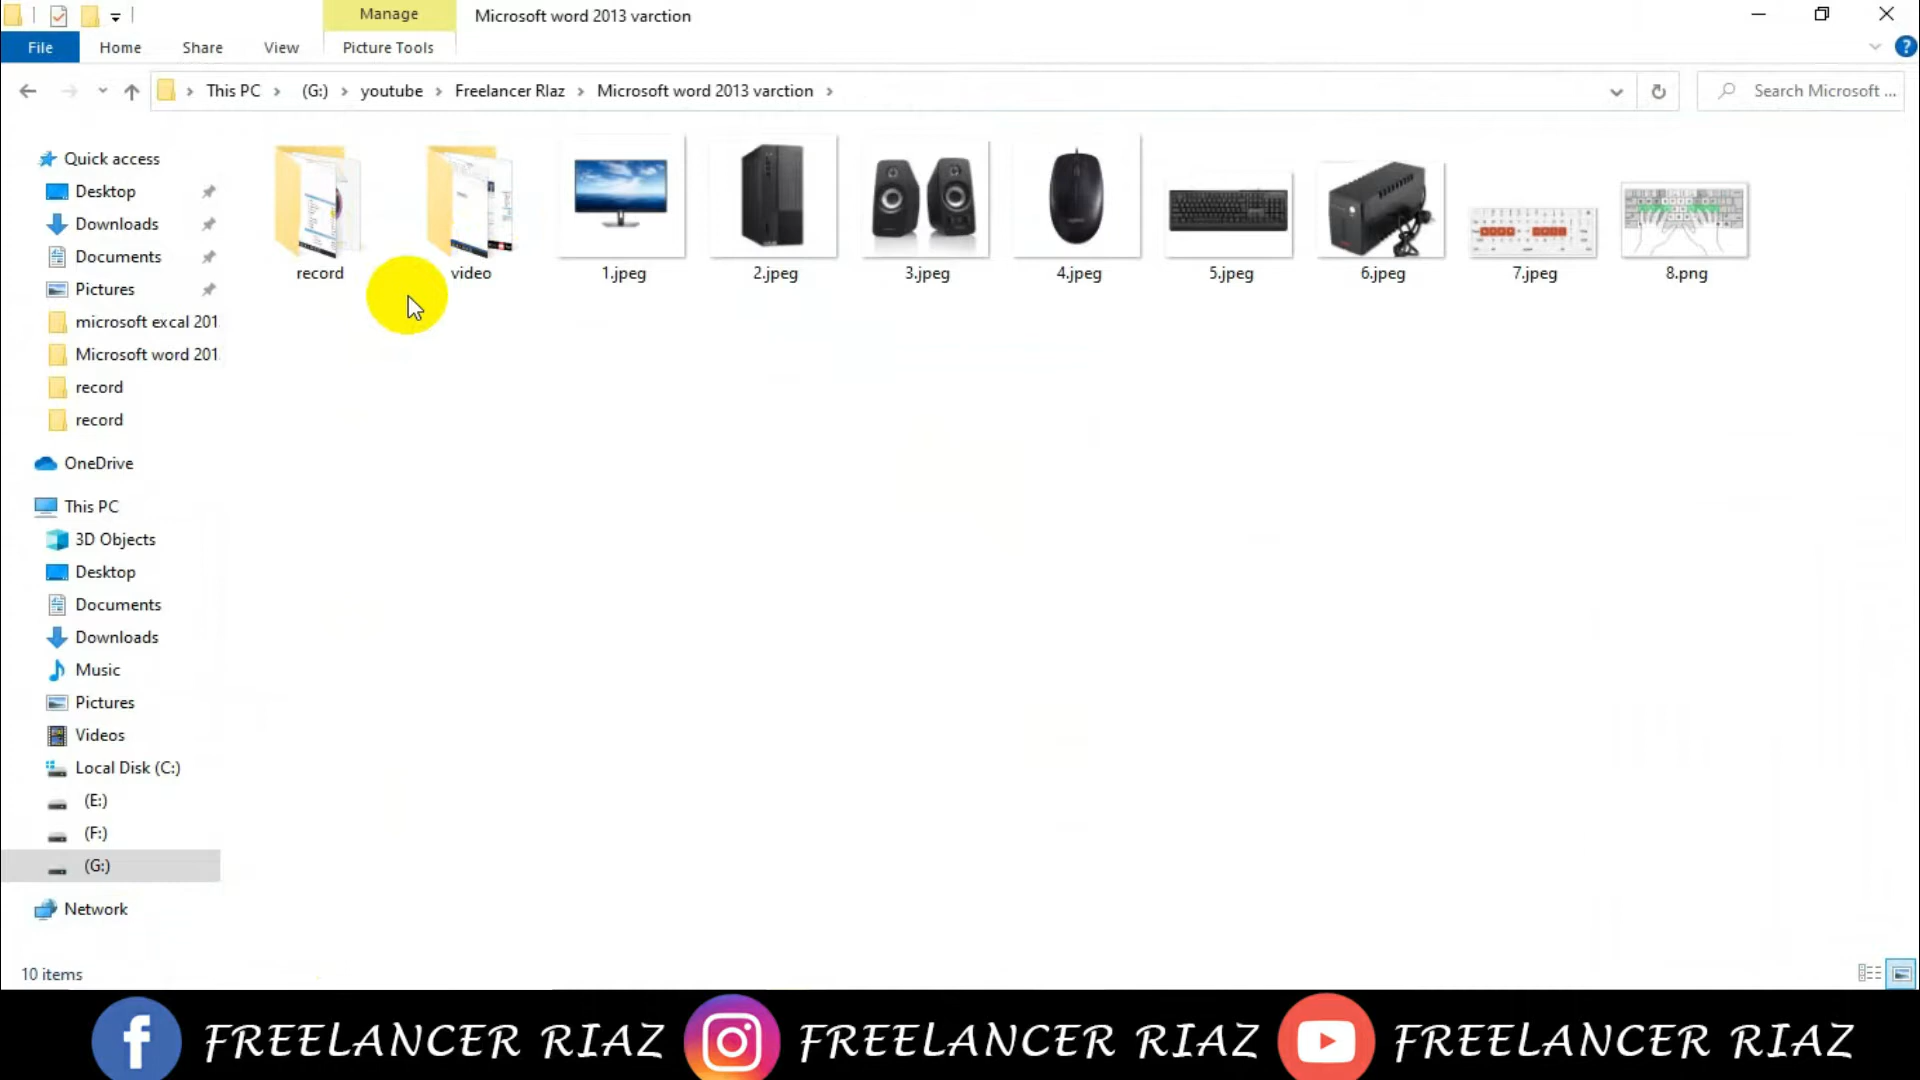 Manage
Microsoft word 2013 varction
File
Home
Share
View
Picture Tools
This PC
(G:)
youtube
Freelancer RIaz
Microsoft word 2013 varction
Search Microsoft ...
Quick access
Desktop
Downloads
Documents
Pictures
microsoft excal 201
Microsoft word 201
record
record
OneDrive
This PC
3D Objects
Desktop
Documents
Downloads
Music
Pictures
Videos
Local Disk (C:)
(E:)
(F:)
(G:)
Network
record
video
1.jpeg
2.jpeg
3.jpeg
4.jpeg
5.jpeg
6.jpeg
7.jpeg
8.png
10 items
FREELANCER RIAZ
FREELANCER RIAZ
FREELANCER RIAZ